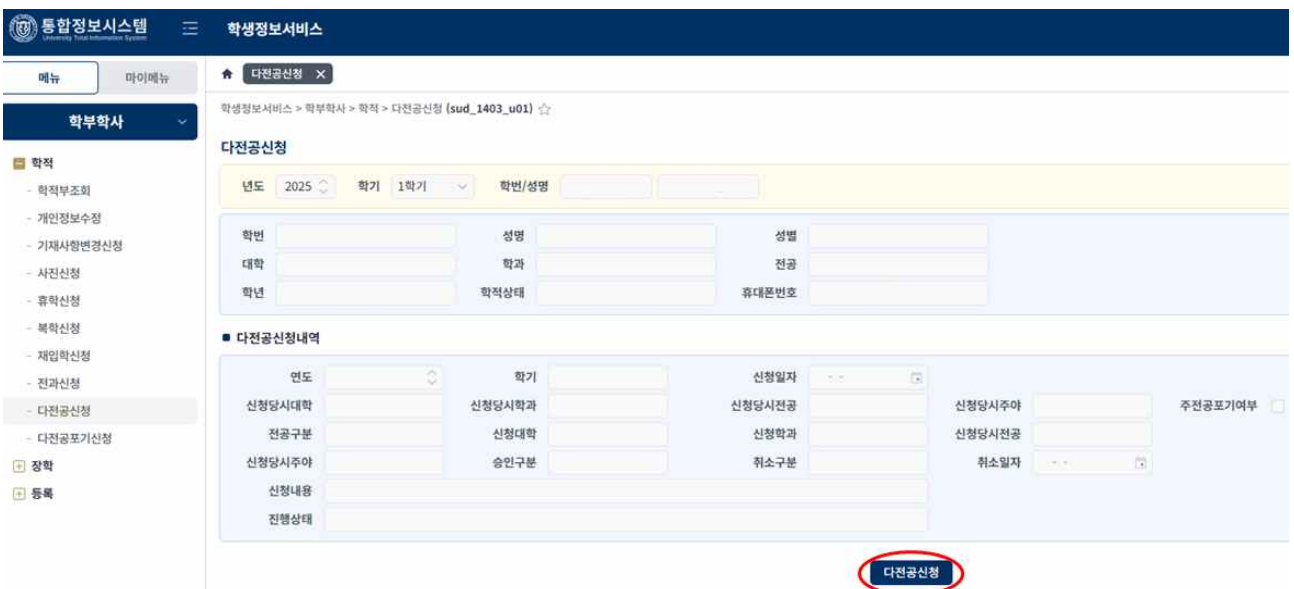 통합정보시스템
University Total Information System
학생정보서비스
메뉴
마이메뉴
다전공신청
학부학사
학생정보서비스 > 학부학사 > 학적 > 다전공신청 (sud_1403_u01)
학적
- 학적부조회
- 개인정보수정
- 기재사항변경신청
- 사진신청
- 휴학신청
- 복학신청
- 재입학신청
- 전과신청
- 다전공신청
- 다전공포기신청
장학
등록
다전공신청
년도 2025 학기 1학기 학번/성명
학번 성명 성별
대학 학과 전공
학년 학적상태 휴대폰번호
다전공신청내역
연도 학기 신청일자 - -
신청당시대학 신청당시학과 신청당시전공 신청당시주야 주전공포기여부
전공구분 신청대학 신청학과 신청당시전공
신청당시주야 승인구분 취소구분 취소일자 - -
신청내용
진행상태
다전공신청